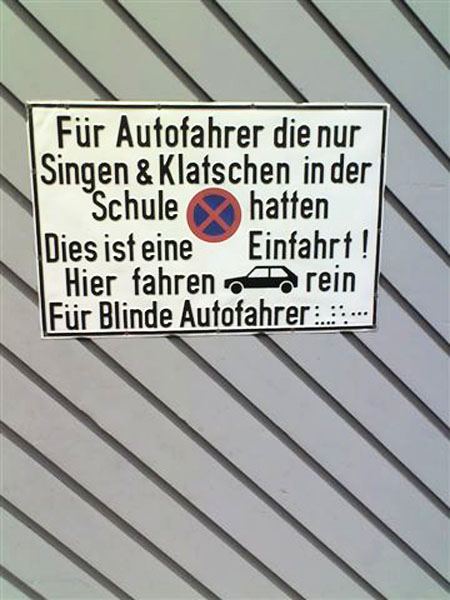 Für Autofahrer die nur
Singen & Klatschen in der
Schule hatten
Dies ist eine Einfahrt !
Hier fahren rein
Für Blinde Autofahrer